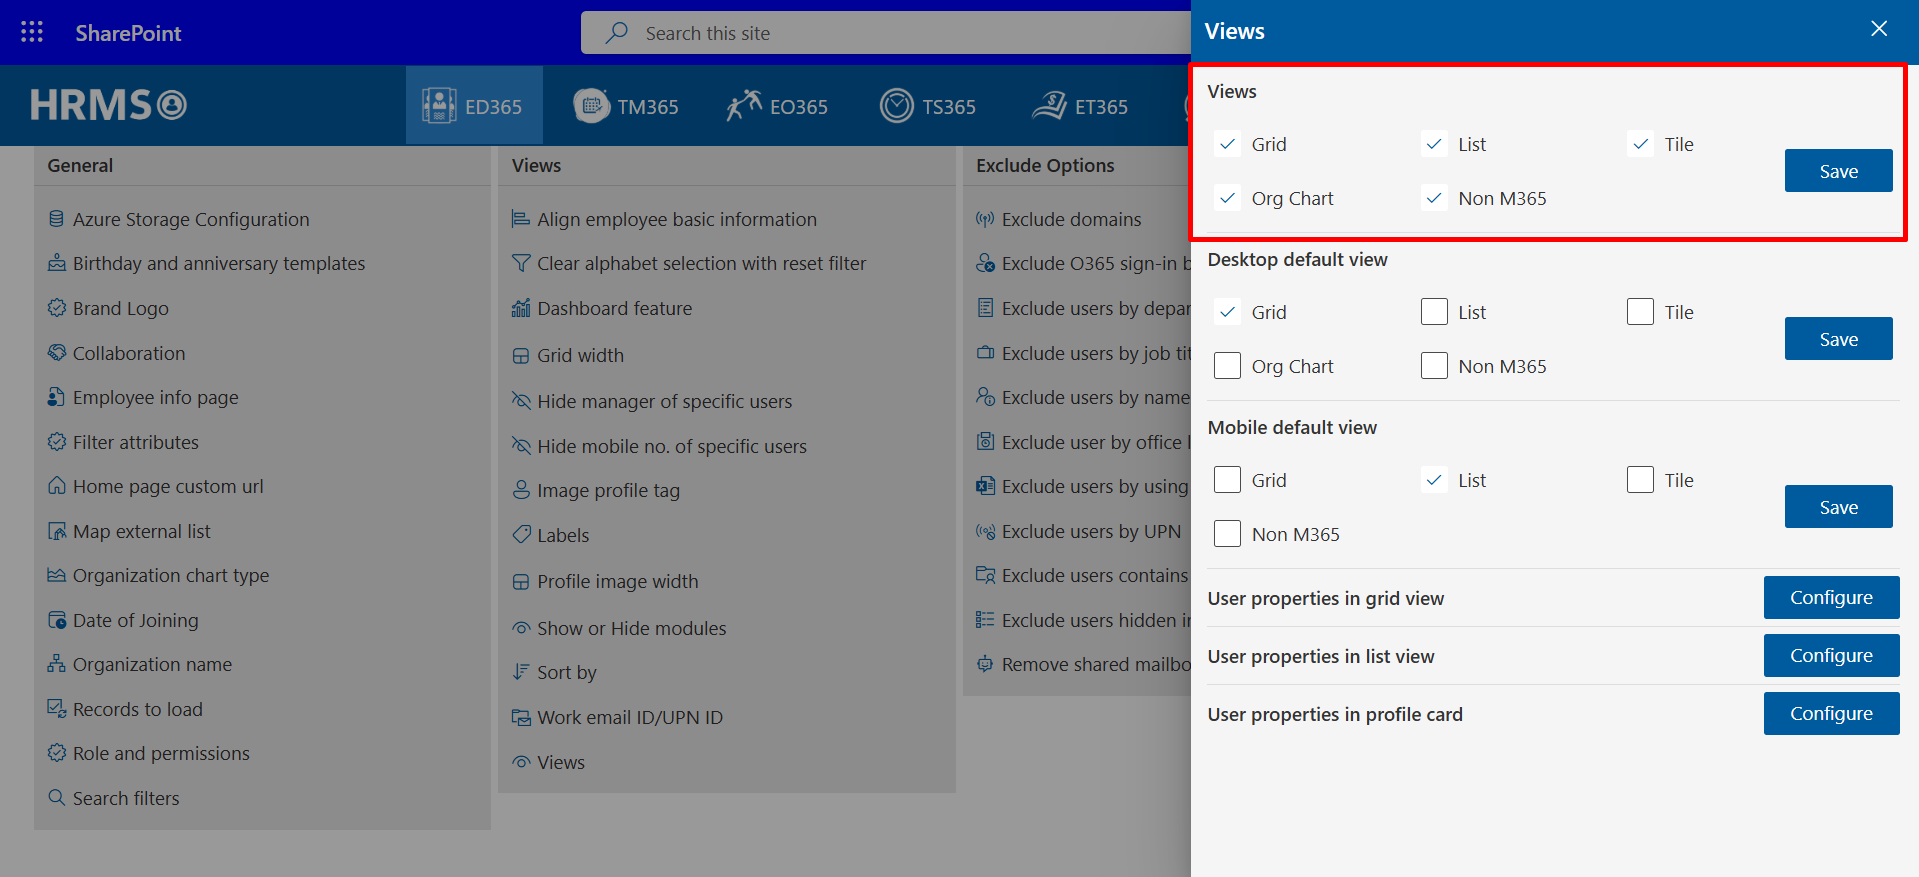 SharePoint
Search this site
HRMS
ED365
TM365
EO365
TS365
ET365
General
Azure Storage Configuration
Birthday and anniversary templates
Brand Logo
Collaboration
Employee info page
Filter attributes
Home page custom url
Map external list
Organization chart type
Date of Joining
Organization name
Records to load
Role and permissions
Search filters
Views
Align employee basic information
Clear alphabet selection with reset filter
Dashboard feature
Grid width
Hide manager of specific users
Hide mobile no. of specific users
Image profile tag
Labels
Profile image width
Show or Hide modules
Sort by
Work email ID/UPN ID
Views
Exclude Options
Exclude domains
Exclude O365 sign-in
Exclude users by
Exclude users by job
Exclude users by name
Exclude user by office
Exclude users by using
Exclude users by UPN
Exclude users contains
Exclude users hidden
Remove shared
Views
Views
Grid
List
Tile
Org Chart
Non M365
Save
Desktop default view
Grid
List
Tile
Org Chart
Non M365
Save
Mobile default view
Grid
List
Tile
Non M365
Save
User properties in grid view
Configure
User properties in list view
Configure
User properties in profile card
Configure